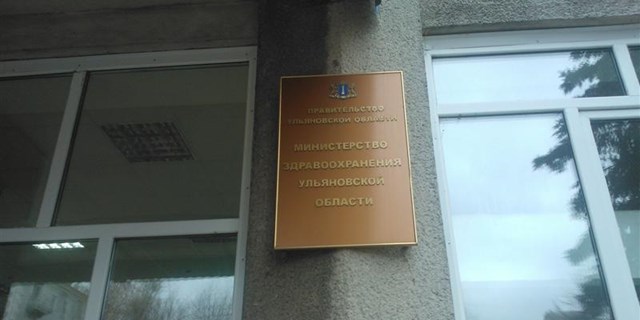 ПРАВИТЕЛЬСТВО
УЛЬЯНОВСКОЙ ОБЛАСТИ
МИНИСТЕРСТВО
ЗДРАВООХРАНЕНИЯ
УЛЬЯНОВСКОЙ
ОБЛАСТИ